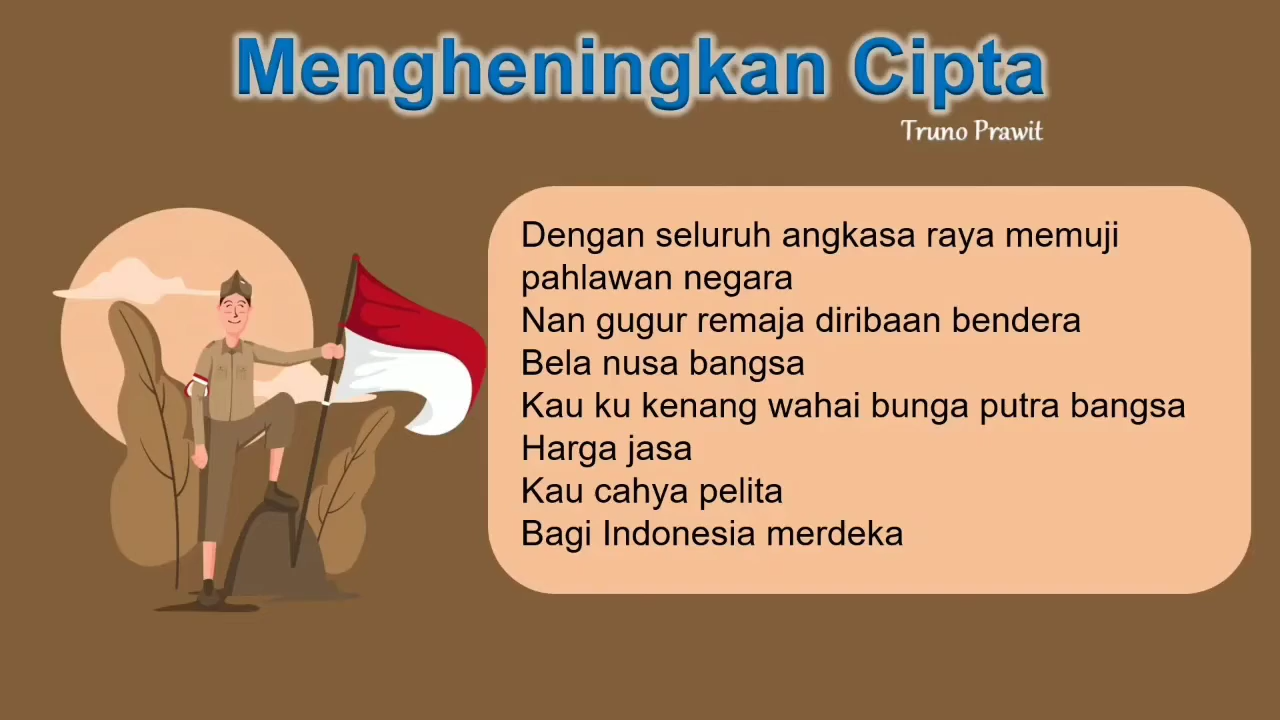 Mengheningkan Cipta
Truno Prawit
Dengan seluruh angkasa raya memuji
pahlawan negara
Nan gugur remaja diribaan bendera
Bela nusa bangsa
Kau ku kenang wahai bunga putra bangsa
Harga jasa
Kau cahya pelita
Bagi Indonesia merdeka